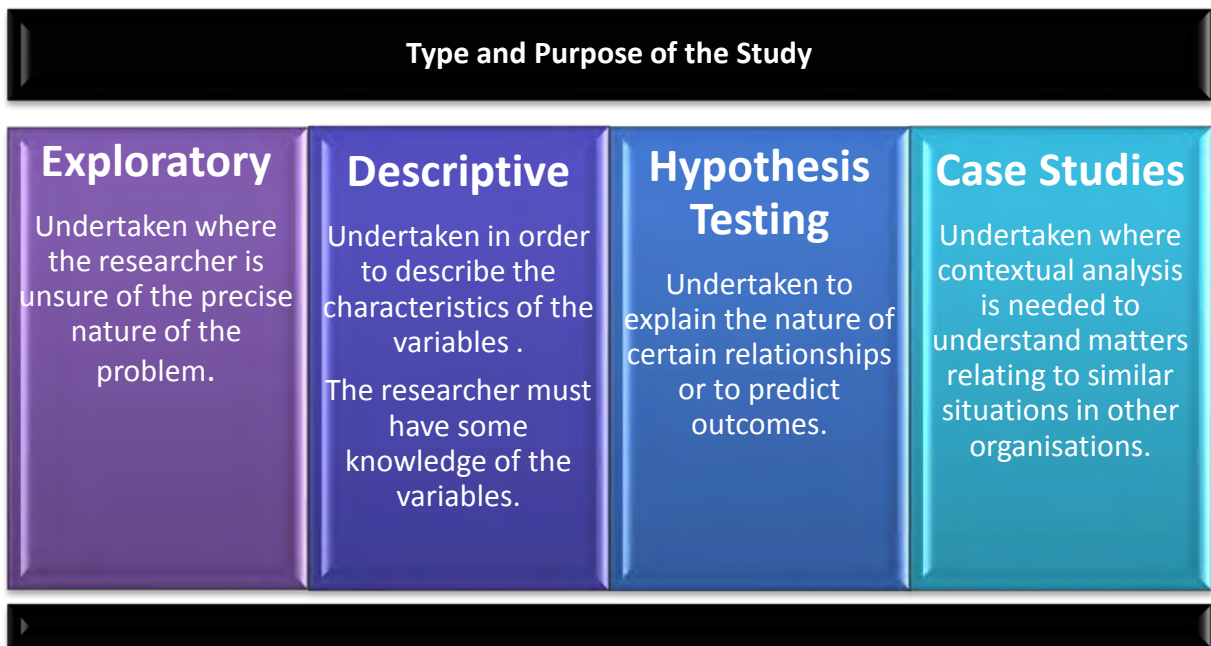 Type and Purpose of the Study
Exploratory
Undertaken where
the researcher is
unsure of the precise
nature of the
problem.
Descriptive
Undertaken in order
to describe the
characteristics of the
variables .
The researcher must
have some
knowledge of the
variables.
Hypothesis
Testing
Undertaken to
explain the nature of
certain relationships
or to predict
outcomes.
Case Studies
Undertaken where
contextual analysis
is needed to
understand matters
relating to similar
situations in other
organisations.